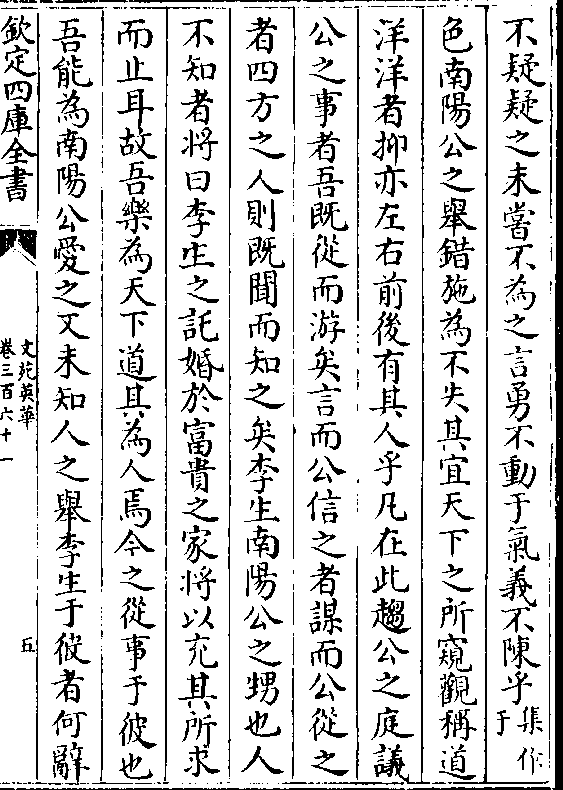 不疑疑之未嘗不為之言勇不動于氣義不陳乎集作于
色南陽公之舉錯施為不失其宜天下之所窺觀稱道
洋洋者抑亦左右前後有其人乎凡在此趨公之庭議
公之事者吾既從而游矣言而公信之者謀而公從之
者四方之人則既聞而知之矣李生南陽公之甥也人
不知者將曰李生之託婚於富貴之家將以充其所求
而止耳故吾樂為天下道其為人焉今之從事于彼也
吾能為南陽公愛之又未知人之舉李生于彼者何辭
欽定四庫全書
文苑英華
卷三百六十一
五